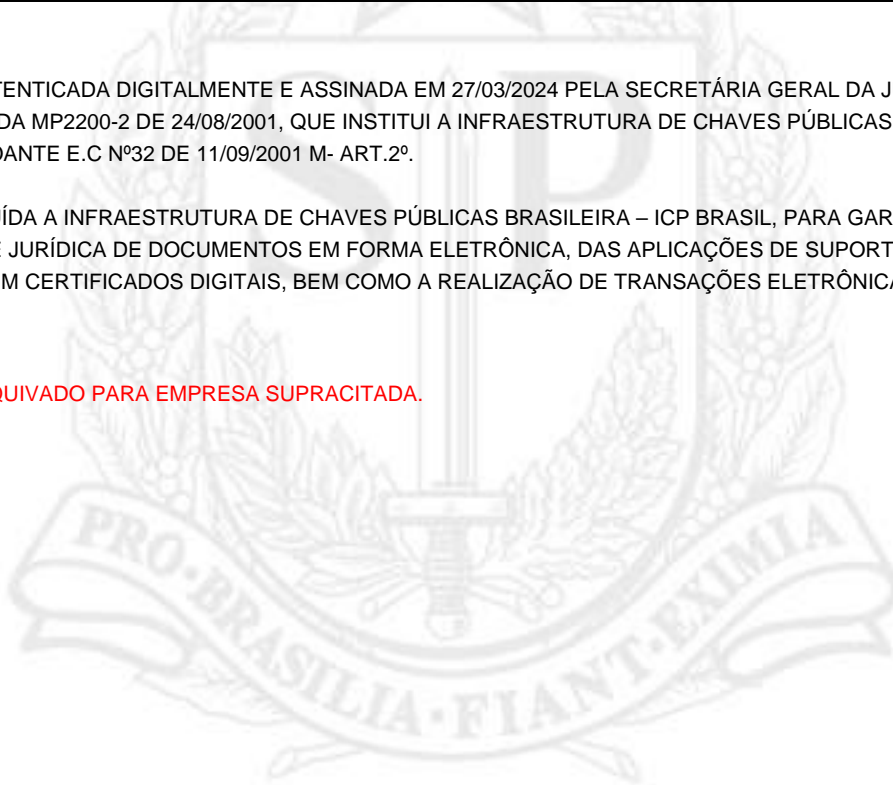 TENTICADA DIGITALMENTE E ASSINADA EM 27/03/2024 PELA SECRETÁRIA GERAL DA J
DA MP2200-2 DE 24/08/2001, QUE INSTITUI A INFRAESTRUTURA DE CHAVES PÚBLICAS
DANTE E.C Nº32 DE 11/09/2001 M- ART.2º.
UÍDA A INFRAESTRUTURA DE CHAVES PÚBLICAS BRASILEIRA – ICP BRASIL, PARA GAR
E JURÍDICA DE DOCUMENTOS EM FORMA ELETRÔNICA, DAS APLICAÇÕES DE SUPORT
M CERTIFICADOS DIGITAIS, BEM COMO A REALIZAÇÃO DE TRANSAÇÕES ELETRÔNICA
QUIVADO PARA EMPRESA SUPRACITADA.
SP
PRO·BRASILIA·FIANT·EXIMIA